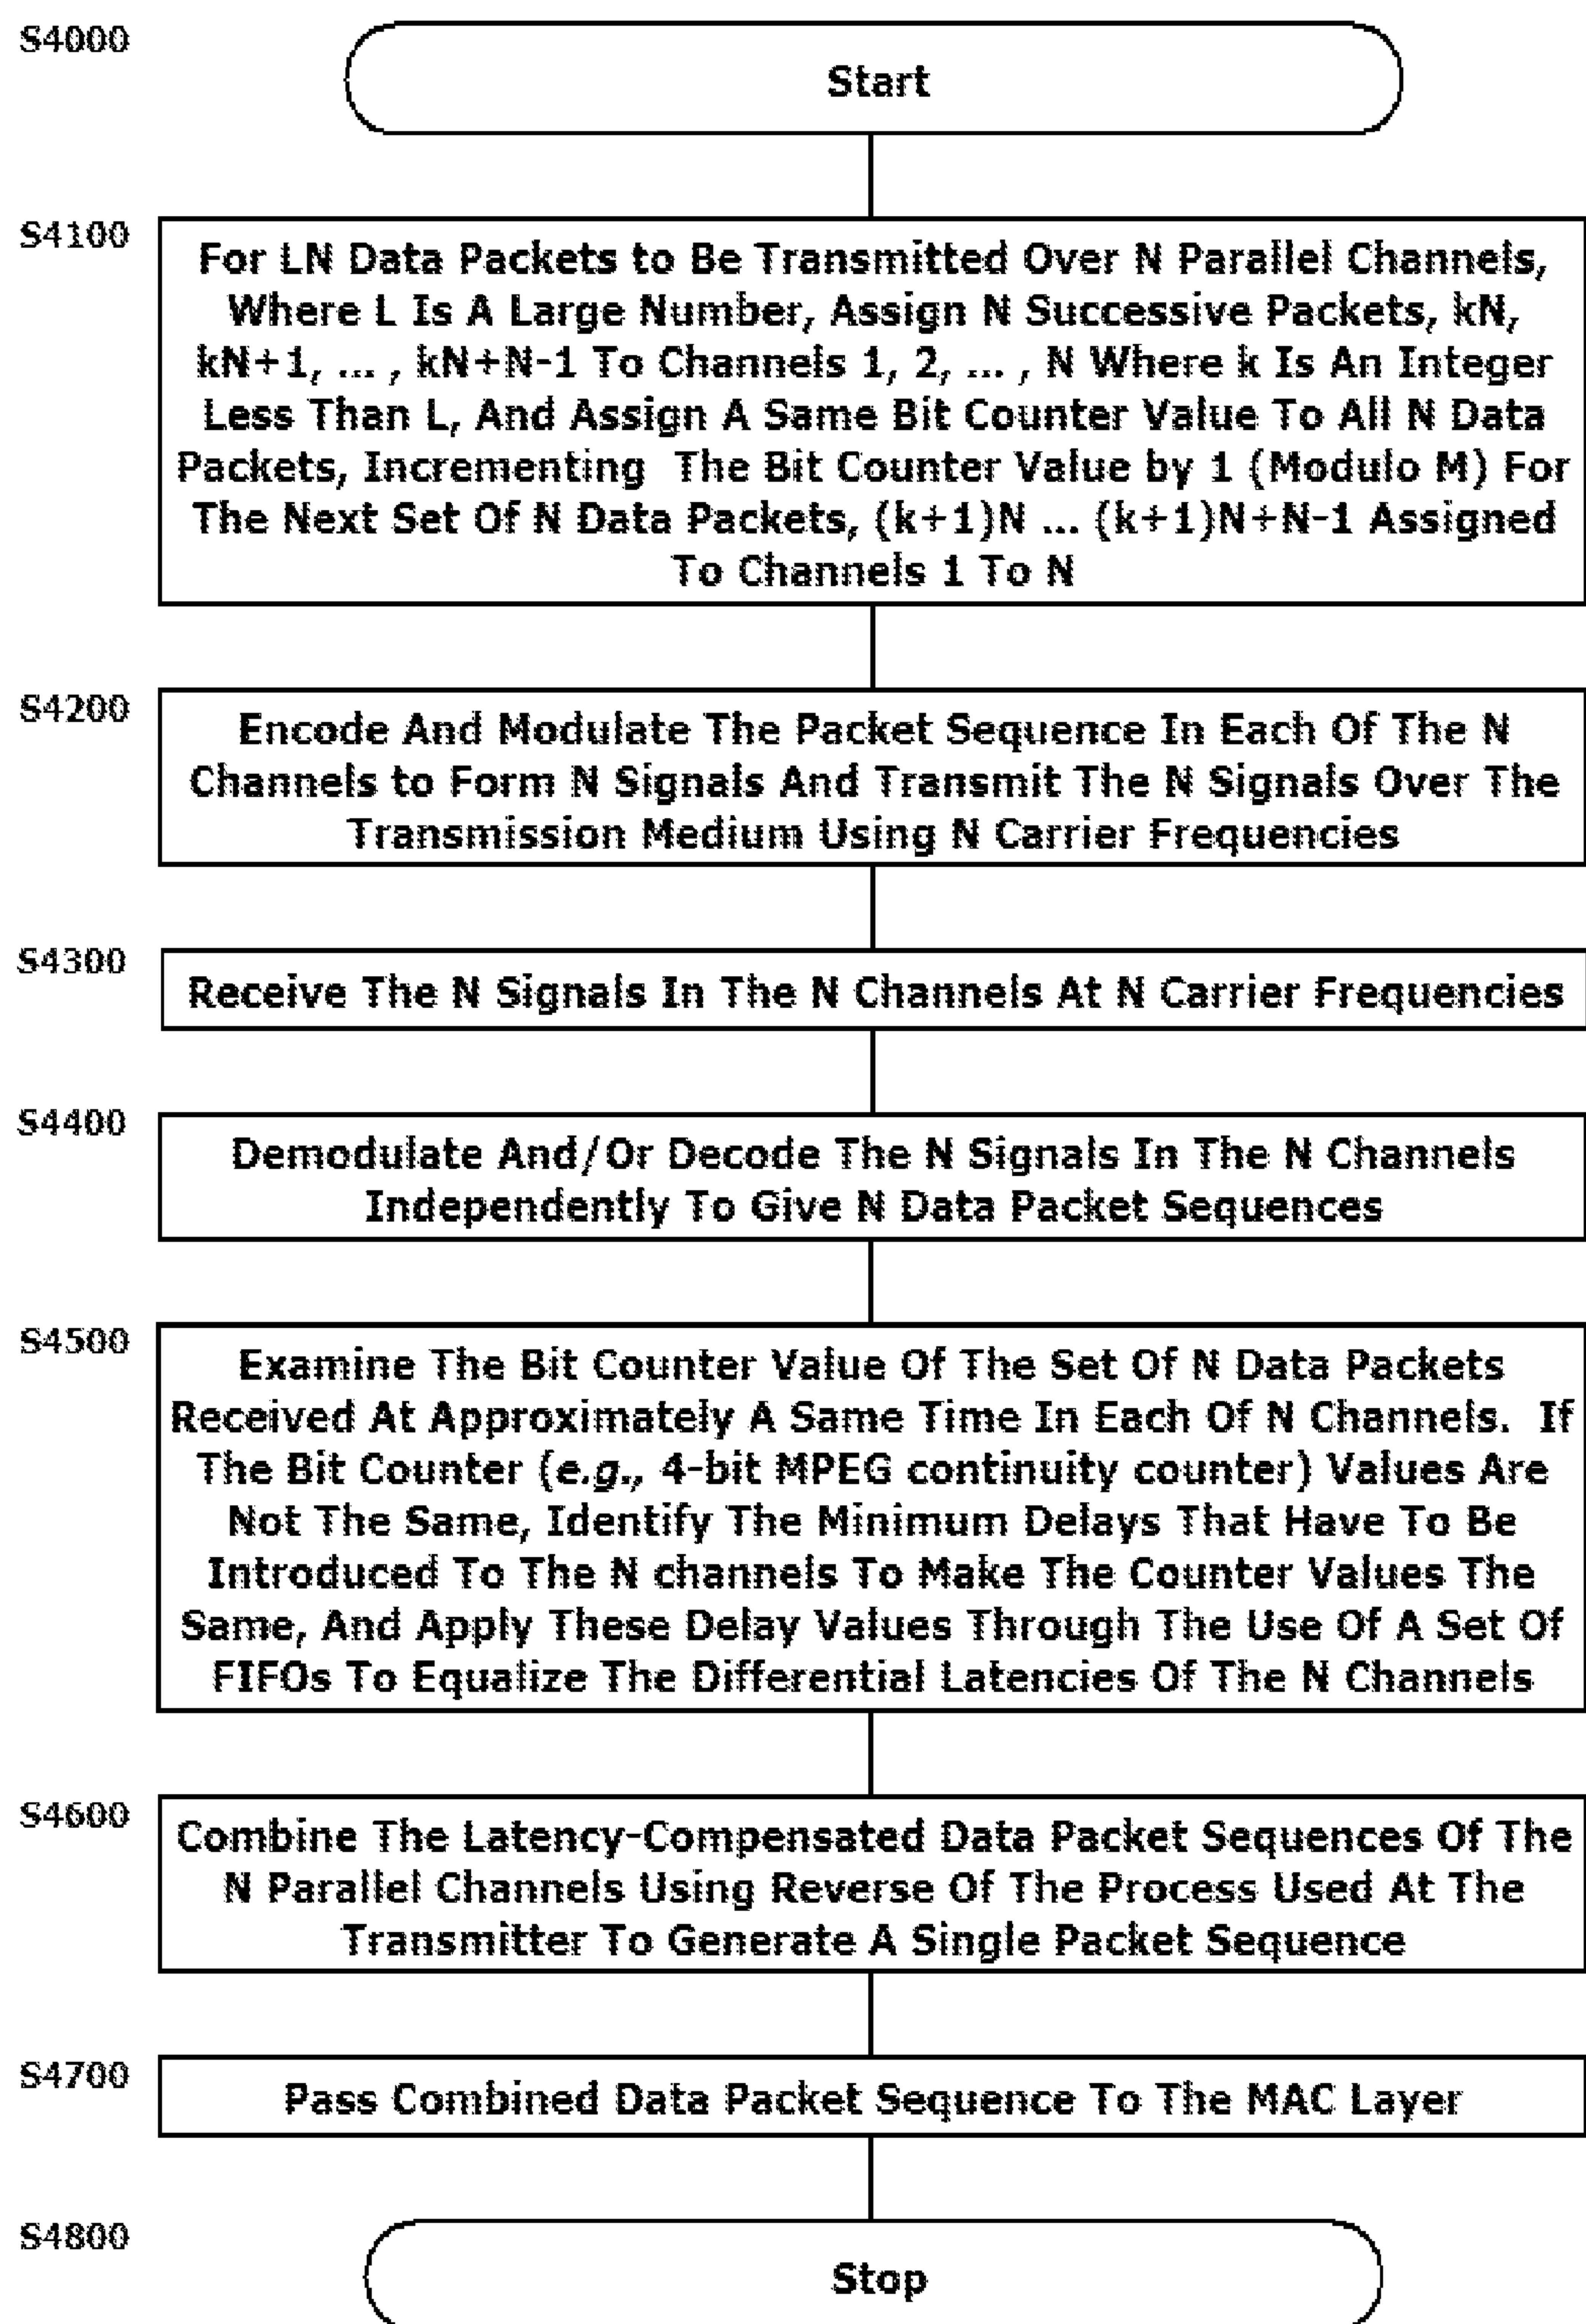 S4000
Start
S4100
For LN Data Packets to Be Transmitted Over N Parallel Channels,
Where L Is A Large Number, Assign N Successive Packets, kN,
kN+1, ... , kN+N-1 To Channels 1, 2, ... , N Where k Is An Integer
Less Than L, And Assign A Same Bit Counter Value To All N Data
Packets, Incrementing The Bit Counter Value by 1 (Modulo M) For
The Next Set Of N Data Packets, (k+1)N ... (k+1)N+N-1 Assigned
To Channels 1 To N
S4200
Encode And Modulate The Packet Sequence In Each Of The N
Channels to Form N Signals And Transmit The N Signals Over The
Transmission Medium Using N Carrier Frequencies
S4300
Receive The N Signals In The N Channels At N Carrier Frequencies
S4400
Demodulate And/Or Decode The N Signals In The N Channels
Independently To Give N Data Packet Sequences
S4500
Examine The Bit Counter Value Of The Set Of N Data Packets
Received At Approximately A Same Time In Each Of N Channels. If
The Bit Counter (e.g., 4-bit MPEG continuity counter) Values Are
Not The Same, Identify The Minimum Delays That Have To Be
Introduced To The N channels To Make The Counter Values The
Same, And Apply These Delay Values Through The Use Of A Set Of
FIFOs To Equalize The Differential Latencies Of The N Channels
S4600
Combine The Latency-Compensated Data Packet Sequences Of The
N Parallel Channels Using Reverse Of The Process Used At The
Transmitter To Generate A Single Packet Sequence
S4700
Pass Combined Data Packet Sequence To The MAC Layer
S4800
Stop